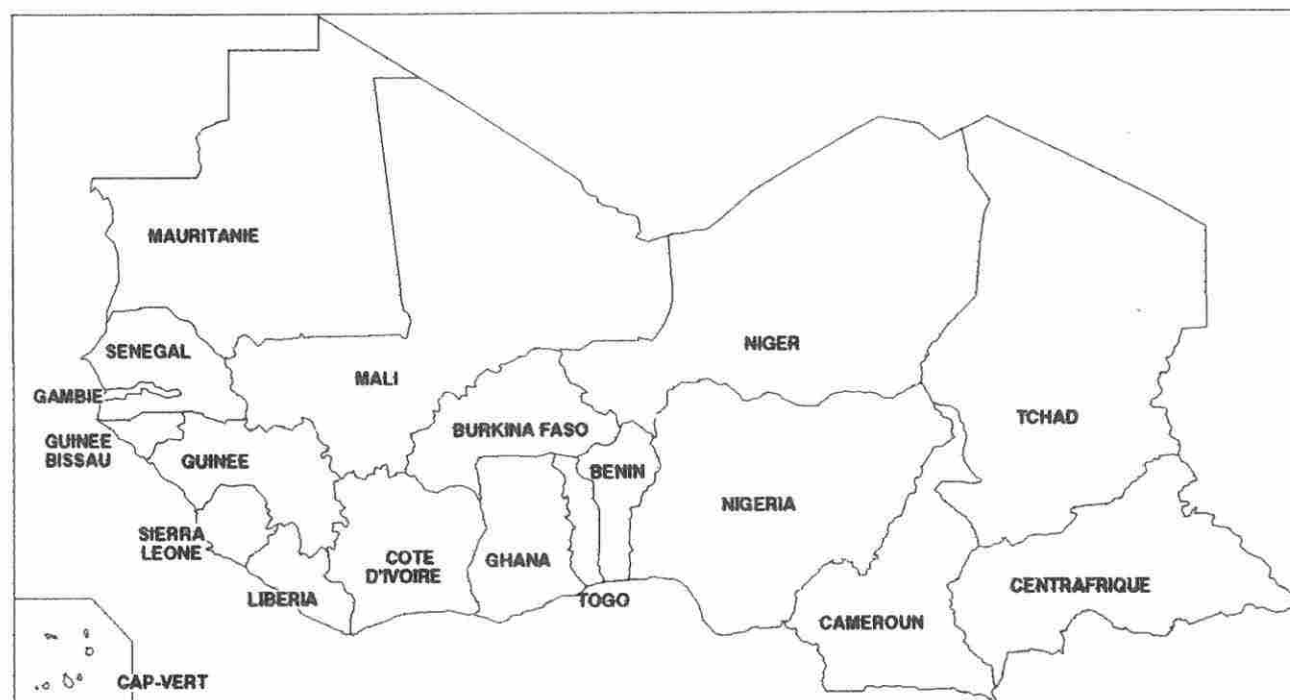 MAURITANIE
SENEGAL
GAMBIE
GUINEE
BISSAU
GUINEE
SIERRA
LEONE
LIBERIA
MALI
COTE
D'IVOIRE
BURKINA FASO
GHANA
TOGO
BENIN
NIGER
NIGERIA
TCHAD
CENTRAFRIQUE
CAMEROUN
CAP-VERT